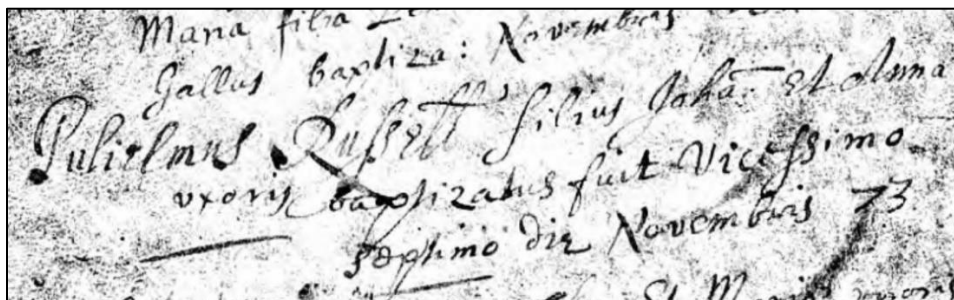 Maria filia
Gallus baptiza: Novembris
Gulielmus Russell filius Johan Et Anna
uxoris baptizatus fuit Vicessimo
septimo die Novembris 73
Et